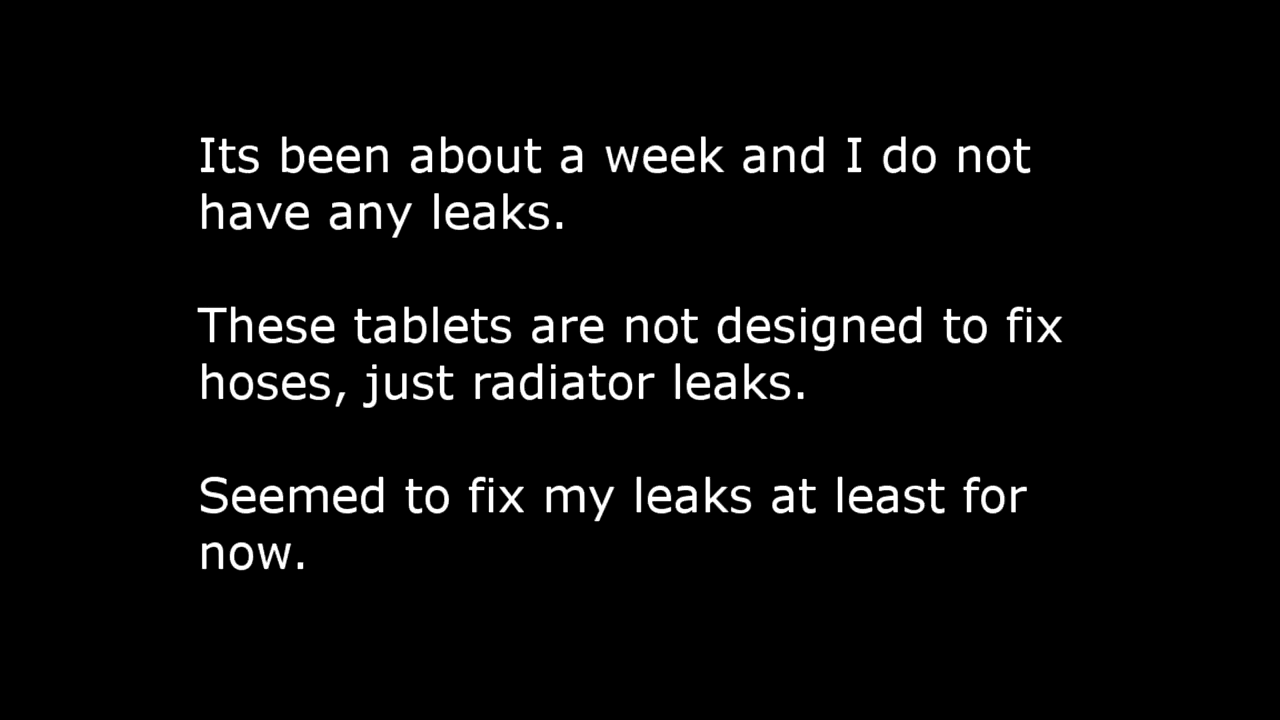 Its been about a week and I do not
have any leaks.
These tablets are not designed to fix
hoses, just radiator leaks.
Seemed to fix my leaks at least for
now.